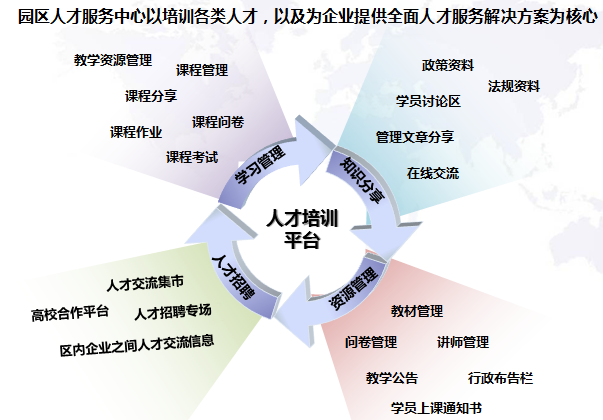 园区人才服务中心以培训各类人才，以及为企业提供全面人才服务解决方案为核心
教学资源管理
课程管理
课程分享
课程问卷
课程作业
课程考试
政策资料
法规资料
学员讨论区
管理文章分享
在线交流
学习管理
知识分享
人才培训
平台
人才招聘
资源管理
人才交流集市
高校合作平台
人才招聘专场
区内企业之间人才交流信息
教材管理
问卷管理
讲师管理
教学公告
行政布告栏
学员上课通知书